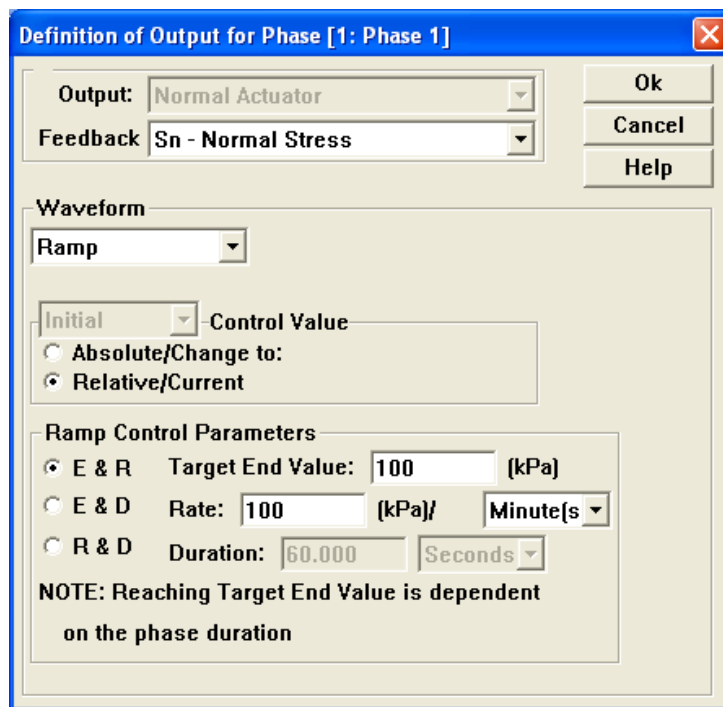 Definition of Output for Phase [1: Phase 1]
Output: Normal Actuator
Feedback Sn - Normal Stress
Ok
Cancel
Help
Waveform
Ramp
Initial Control Value
Absolute/Change to:
Relative/Current
Ramp Control Parameters
E & R Target End Value: 100 (kPa)
E & D Rate: 100 (kPa)/ Minute(s
R & D Duration: 60.000 Seconds
NOTE: Reaching Target End Value is dependent
on the phase duration